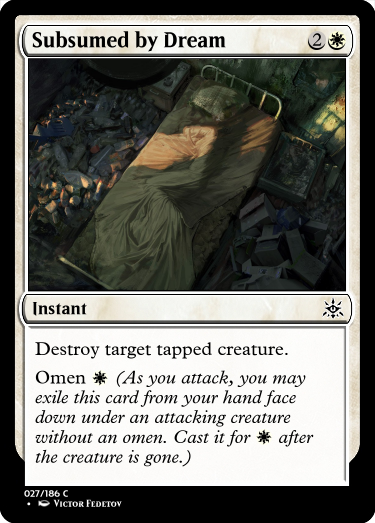 Subsumed by Dream 2
Instant
Destroy target tapped creature.
Omen (As you attack, you may
exile this card from your hand face
down under an attacking creature
without an omen. Cast it for after
the creature is gone.)
027/186 C
• Victor Fedetov